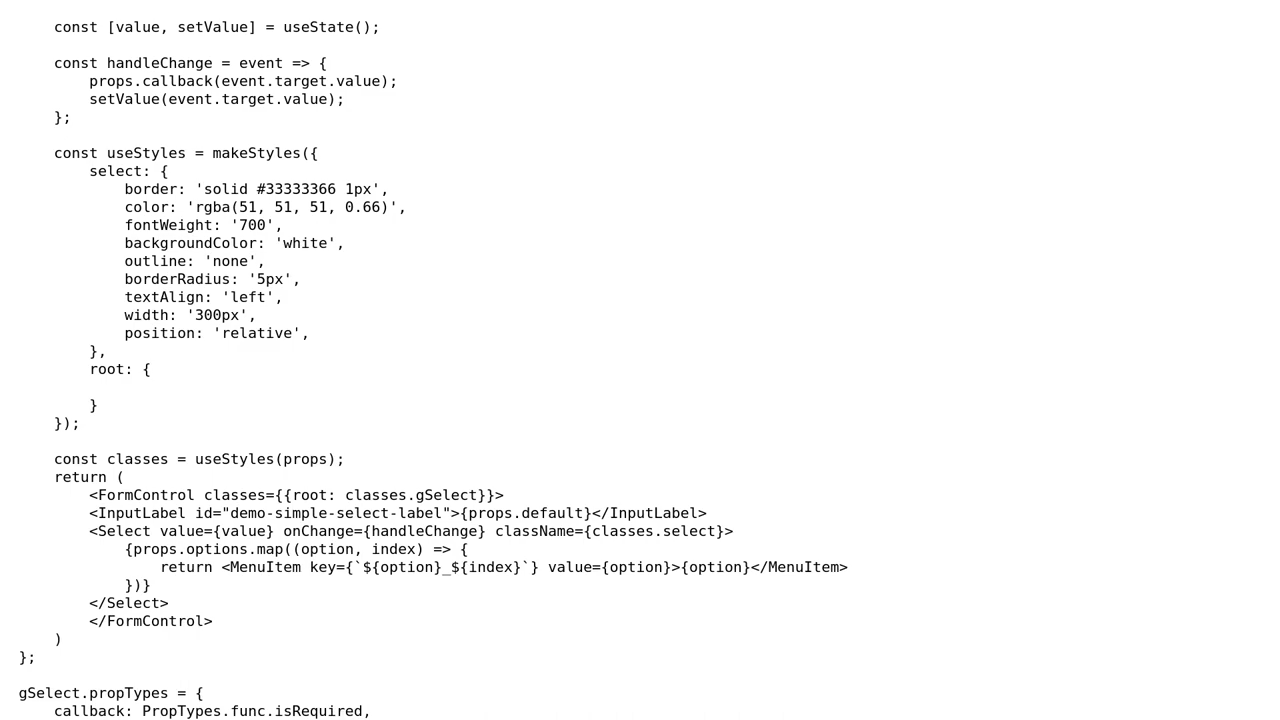 const [value, setValue] = useState();
const handleChange = event => {
props.callback(event.target.value);
setValue(event.target.value);
};
const useStyles = makeStyles({
select: {
border: 'solid #33333366 1px',
color: 'rgba(51, 51, 51, 0.66)',
fontWeight: '700',
backgroundColor: 'white',
outline: 'none',
borderRadius: '5px',
textAlign: 'left',
width: '300px',
position: 'relative',
},
root: {
}
});
const classes = useStyles(props);
return (
<FormControl classes={{root: classes.gSelect}}>
<InputLabel id="demo-simple-select-label">{props.default}</InputLabel>
<Select value={value} onChange={handleChange} className={classes.select}>
{props.options.map((option, index) => {
return <MenuItem key={`${option}_${index}`} value={option}>{option}</MenuItem>
})}
</Select>
</FormControl>
)
};
gSelect.propTypes = {
callback: PropTypes.func.isRequired,